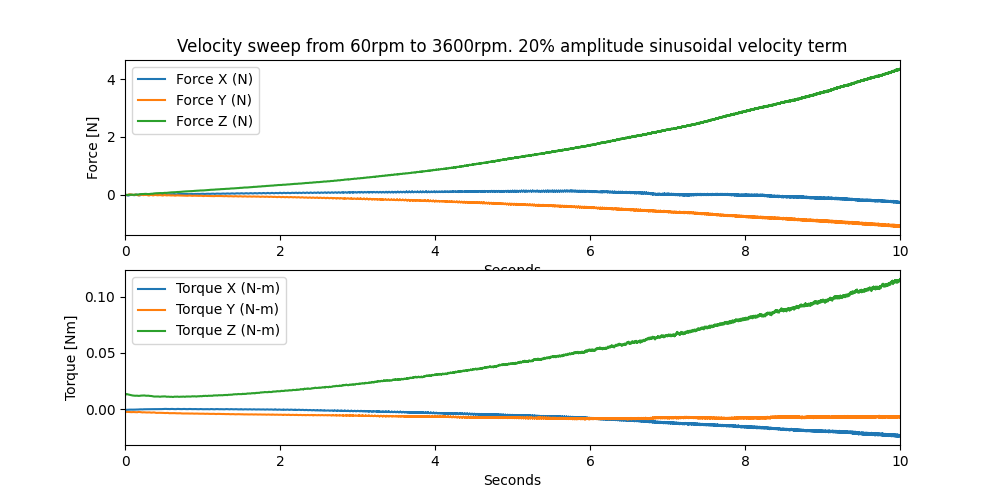 Velocity sweep from 60rpm to 3600rpm. 20% amplitude sinusoidal velocity term
Force [N]
4
2
0
Force X (N)
Force Y (N)
Force Z (N)
0 2 4 6 8 10
Seconds
Torque [Nm]
0.10
0.05
0.00
Torque X (N-m)
Torque Y (N-m)
Torque Z (N-m)
0 2 4 6 8 10
Seconds